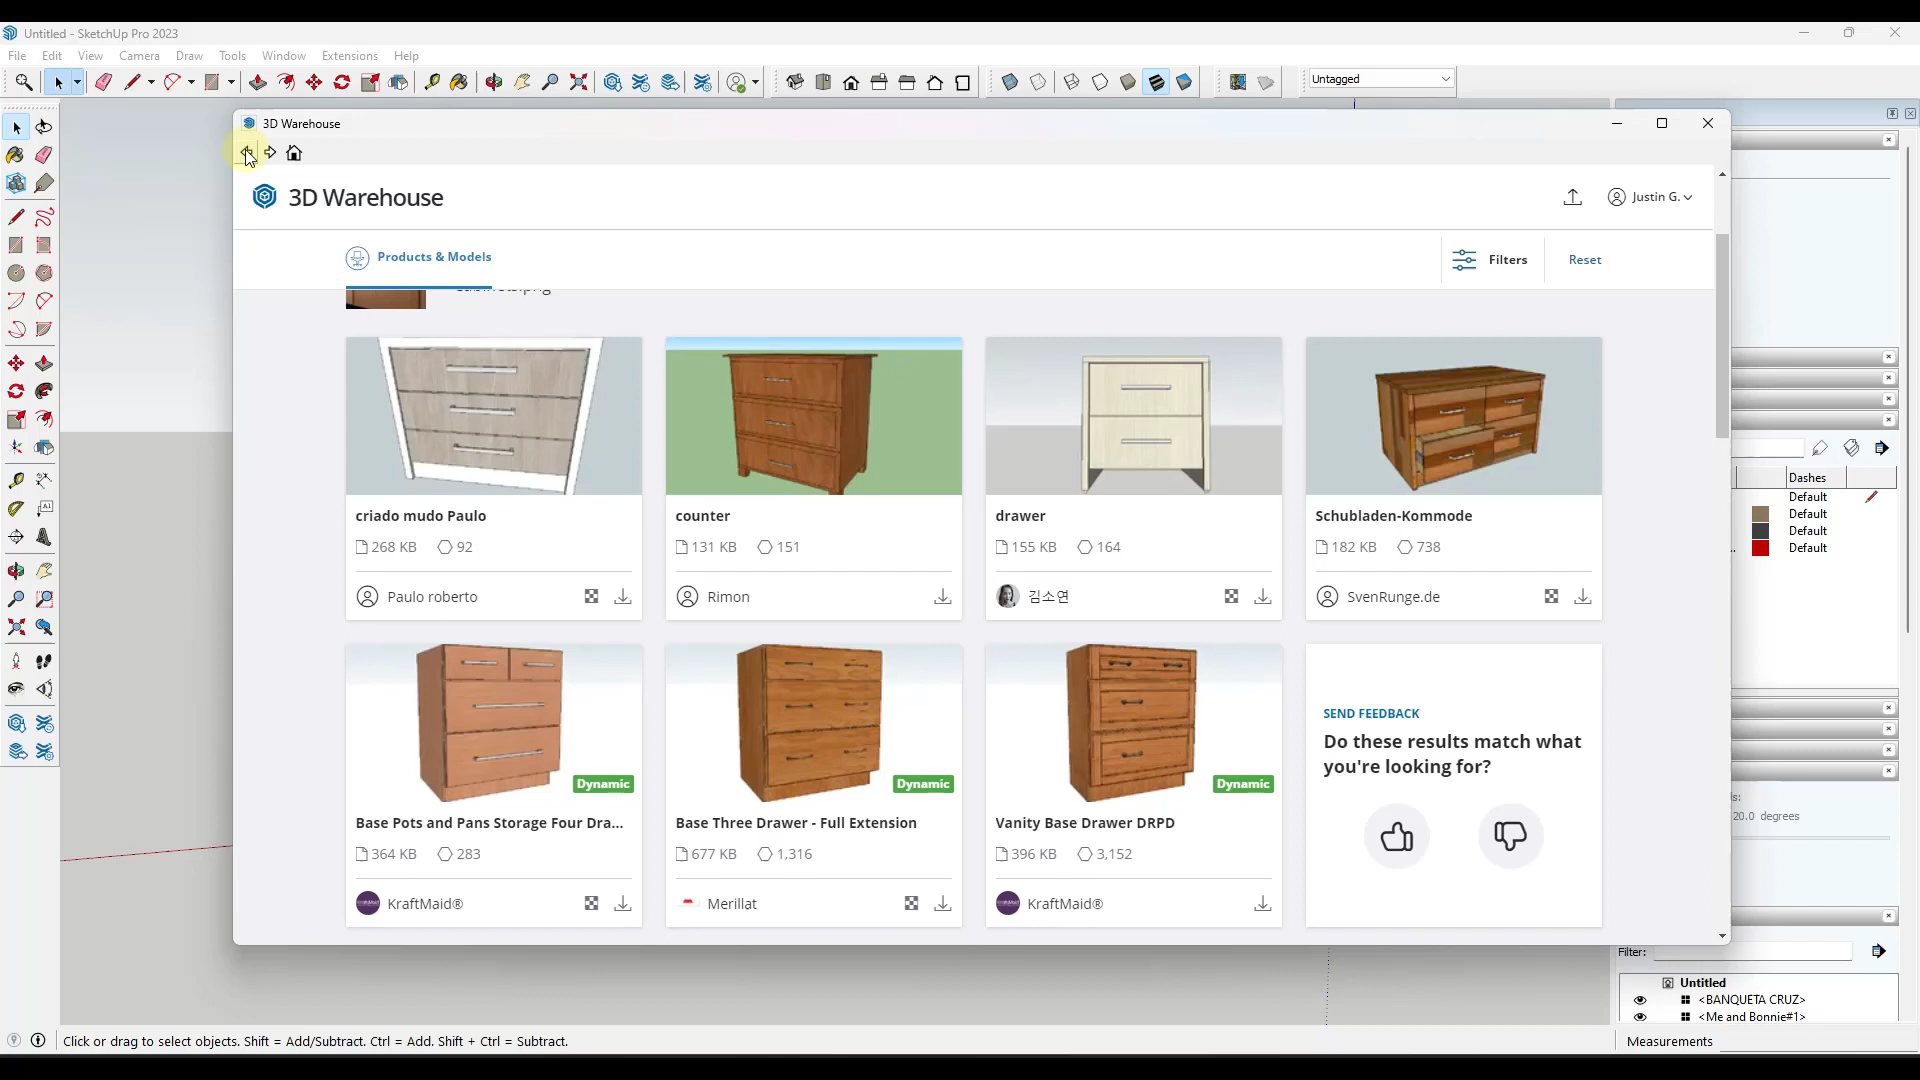 Untitled - SketchUp Pro 2023
File Edit View Camera Draw Tools Window Extensions Help
Untagged
3D Warehouse
3D Warehouse
Justin G.
Products & Models
Filters
Reset
criado mudo Paulo
268 KB 92
Paulo roberto
counter
131 KB 151
Rimon
drawer
155 KB 164
김소연
Schubladen-Kommode
182 KB 738
SvenRunge.de
Dynamic
Base Pots and Pans Storage Four Dra...
364 KB 283
KraftMaid®
Dynamic
Base Three Drawer - Full Extension
677 KB 1,316
Merillat
Dynamic
Vanity Base Drawer DRPD
396 KB 3,152
KraftMaid®
SEND FEEDBACK
Do these results match what
you're looking for?
Dashes
Default
Default
Default
Default
20.0 degrees
Filter:
Untitled
<BANQUETA CRUZ>
<Me and Bonnie#1>
Click or drag to select objects. Shift = Add/Subtract. Ctrl = Add. Shift + Ctrl = Subtract.
Measurements